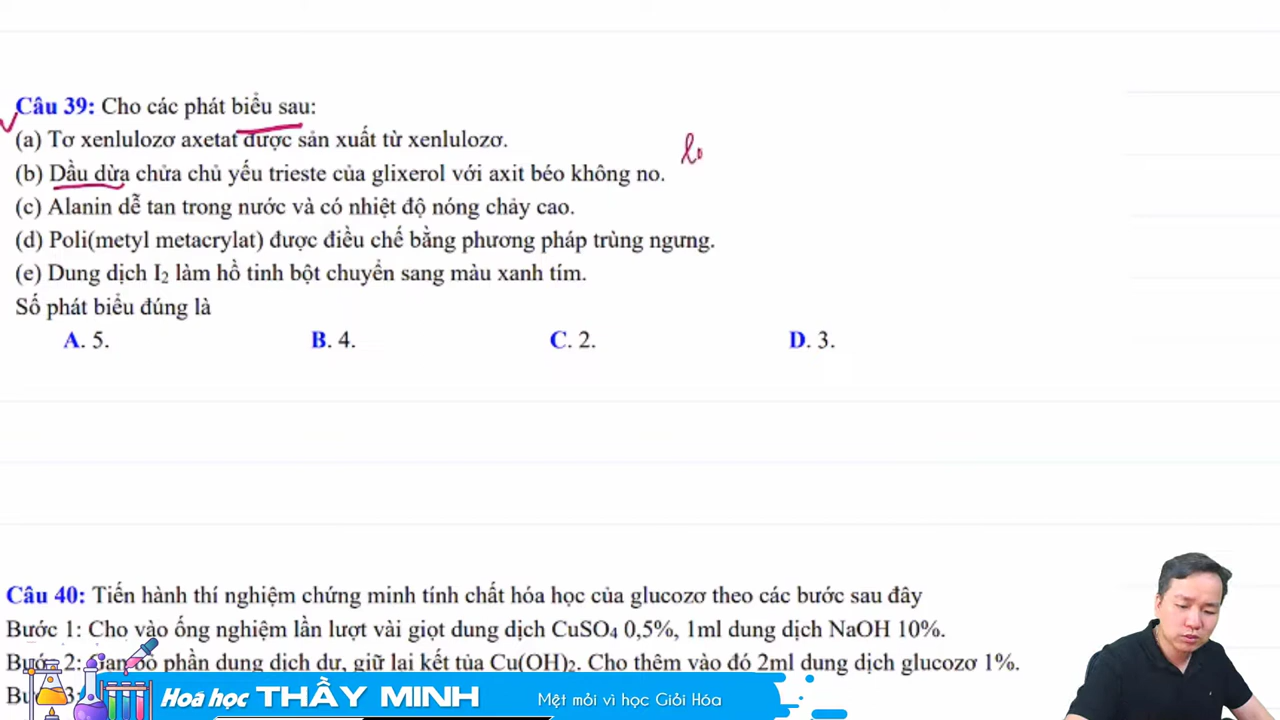 Câu 39: Cho các phát biểu sau:
(a) Tơ xenlulozơ axetat được sản xuất từ xenlulozơ.
(b) Dầu dừa chứa chủ yếu trieste của glixerol với axit béo không no.
(c) Alanin dễ tan trong nước và có nhiệt độ nóng chảy cao.
(d) Poli(metyl metacrylat) được điều chế bằng phương pháp trùng ngưng.
(e) Dung dịch I₂ làm hồ tinh bột chuyển sang màu xanh tím.
Số phát biểu đúng là
A. 5. B. 4. C. 2. D. 3.
Câu 40: Tiến hành thí nghiệm chứng minh tính chất hóa học của glucozơ theo các bước sau đây
Bước 1: Cho vào ống nghiệm lần lượt vài giọt dung dịch CuSO₄ 0,5%, 1ml dung dịch NaOH 10%.
Bước 2: Gạn bỏ phần dung dịch dư, giữ lại kết tủa Cu(OH)₂. Cho thêm vào đó 2ml dung dịch glucozơ 1%.
Hoá học THẦY MINH
Mệt mỏi vì học Giỏi Hóa